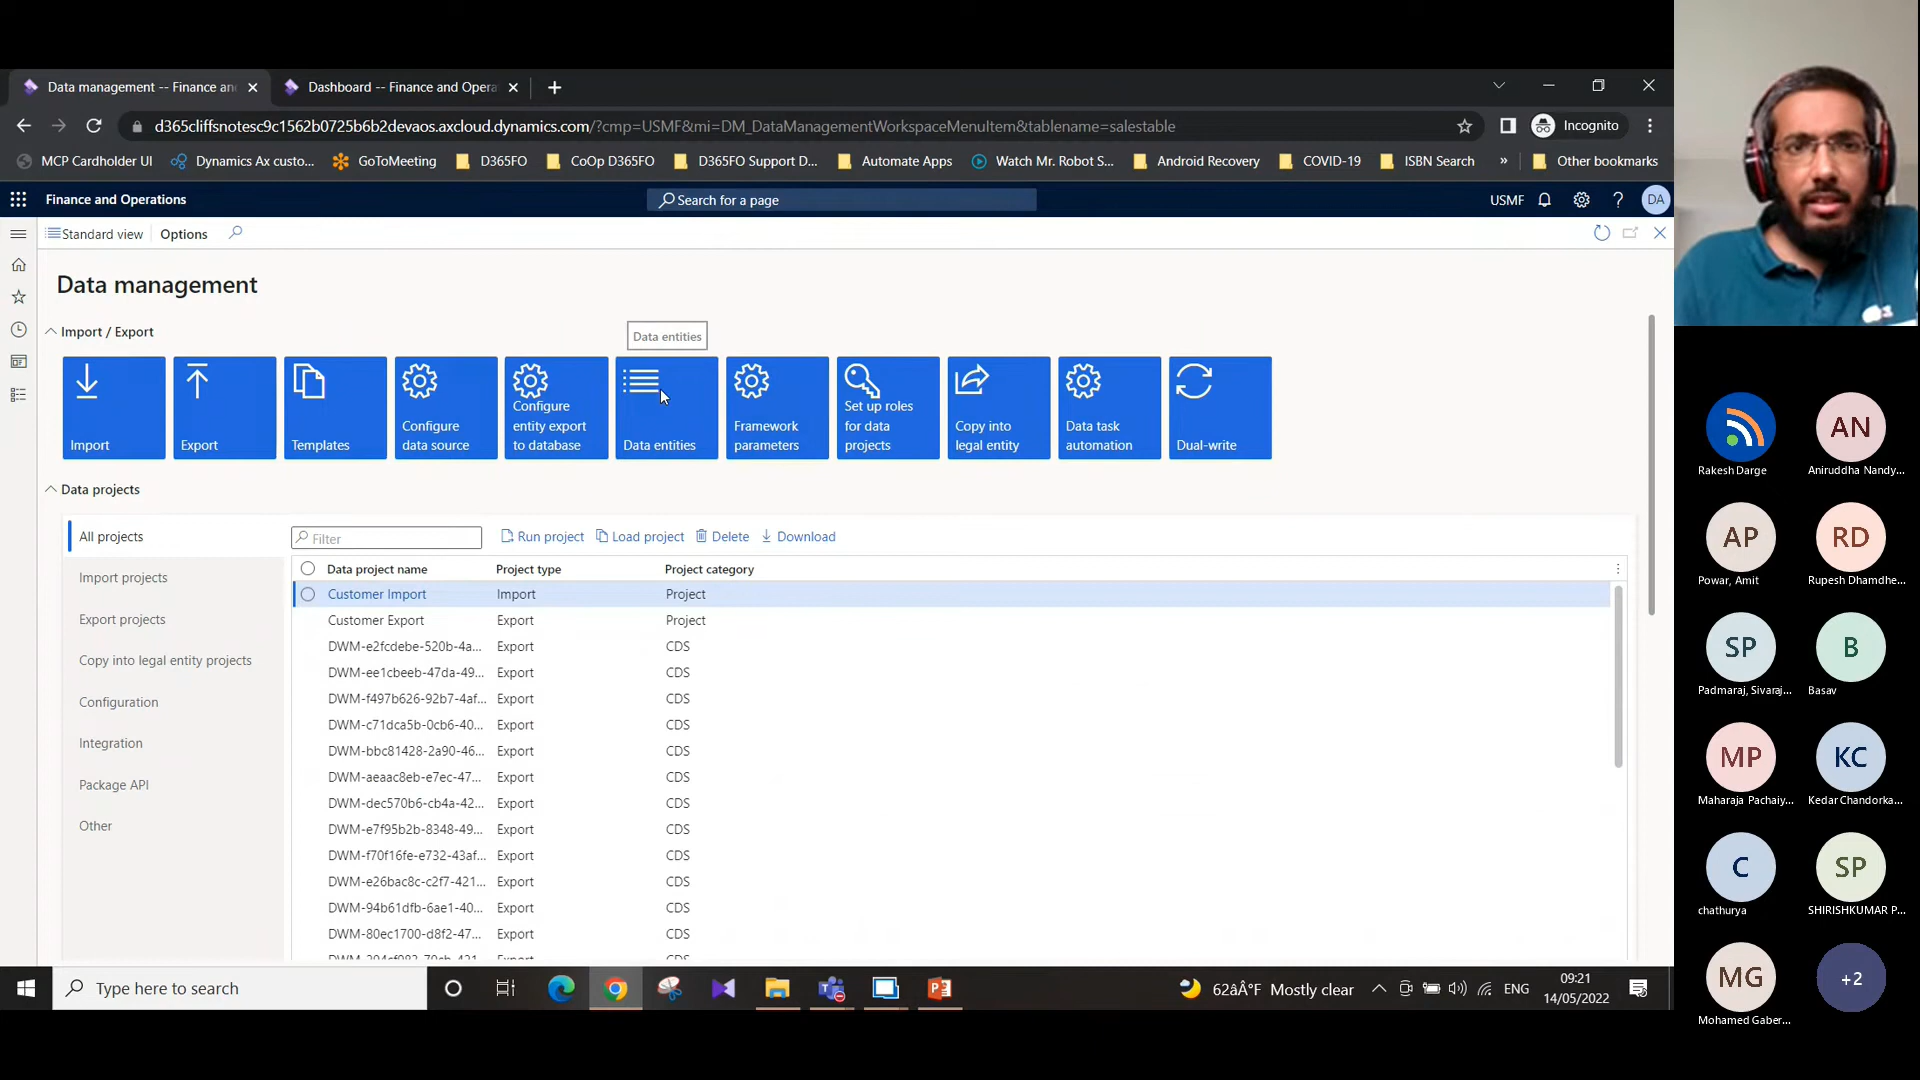 Data management -- Finance an
Dashboard -- Finance and Opera
d365cliffsnotesc9c1562b0725b6b2devaos.axcloud.dynamics.com/?cmp=USMF&mi=DM_DataManagementWorkspaceMenuItem&tablename=salestable
Incognito
MCP Cardholder UI
Dynamics Ax custo...
GoToMeeting
D365FO
CoOp D365FO
D365FO Support D...
Automate Apps
Watch Mr. Robot S...
Android Recovery
COVID-19
ISBN Search
»
Other bookmarks
Finance and Operations
Search for a page
USMF
?
DA
Standard view
Options
Data management
Import / Export
Data entities
Import
Export
Templates
Configure
data source
Configure
entity export
to database
Data entities
Framework
parameters
Set up roles
for data
projects
Copy into
legal entity
Data task
automation
Dual-write
Data projects
All projects
Import projects
Export projects
Copy into legal entity projects
Configuration
Integration
Package API
Other
Filter
Run project
Load project
Delete
Download
Data project name Project type Project category
Customer Import Import Project
Customer Export Export Project
DWM-e2fcdebe-520b-4a... Export CDS
DWM-ee1cbeeb-47da-49... Export CDS
DWM-f497b626-92b7-4af... Export CDS
DWM-c71dca5b-0cb6-40... Export CDS
DWM-bbc81428-2a90-46... Export CDS
DWM-aeaac8eb-e7ec-47... Export CDS
DWM-dec570b6-cb4a-42... Export CDS
DWM-e7f95b2b-8348-49... Export CDS
DWM-f70f16fe-e732-43af... Export CDS
DWM-e26bac8c-c2f7-421... Export CDS
DWM-94b61dfb-6ae1-40... Export CDS
DWM-80ec1700-d8f2-47... Export CDS
Type here to search
62âÂ°F Mostly clear
ENG
09:21
14/05/2022
Rakesh Darge
AN
Aniruddha Nandy...
AP
Powar, Amit
RD
Rupesh Dhamdhe...
SP
Padmaraj, Sivaraj...
B
Basav
MP
Maharaja Pachaiy...
KC
Kedar Chandorka...
C
chathurya
SP
SHIRISHKUMAR P...
MG
Mohamed Gaber...
+2